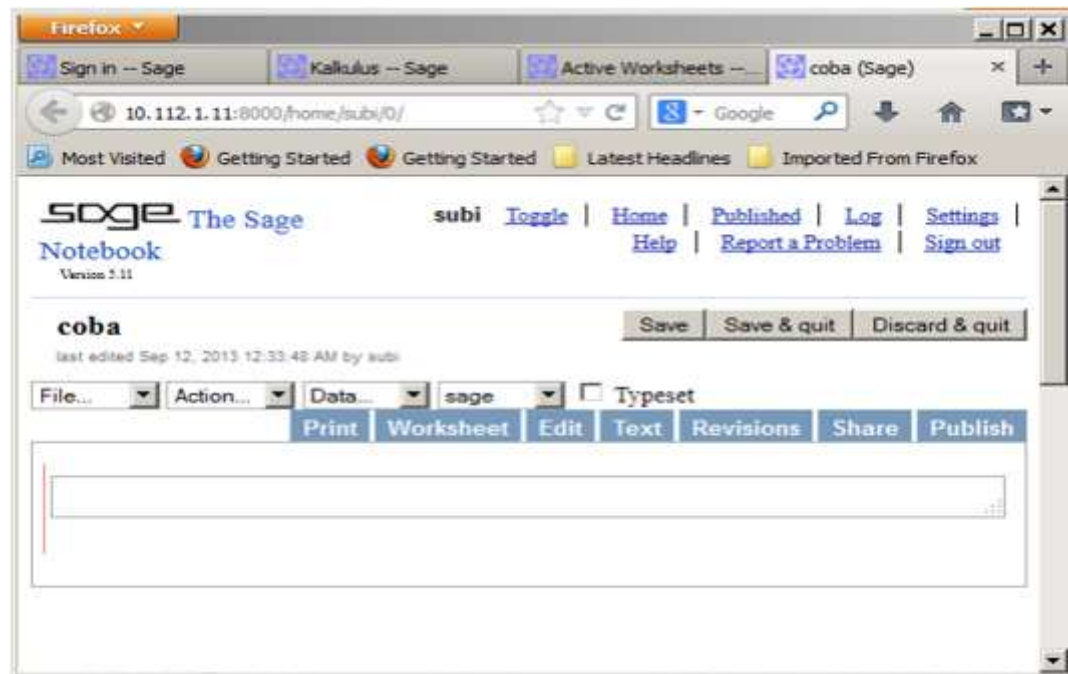 Firefox
Sign in -- Sage Kalkulus -- Sage Active Worksheets --... coba (Sage)
10.112.1.11:8000/home/subi/0/ Google
Most Visited Getting Started Getting Started Latest Headlines Imported From Firefox
sage The Sage Notebook
Version 5.11
subi Toggle | Home | Published | Log | Settings |
Help | Report a Problem | Sign out
coba Save Save & quit Discard & quit
last edited Sep 12, 2013 12:33:48 AM by subi
File... Action... Data... sage Typeset
Print Worksheet Edit Text Revisions Share Publish